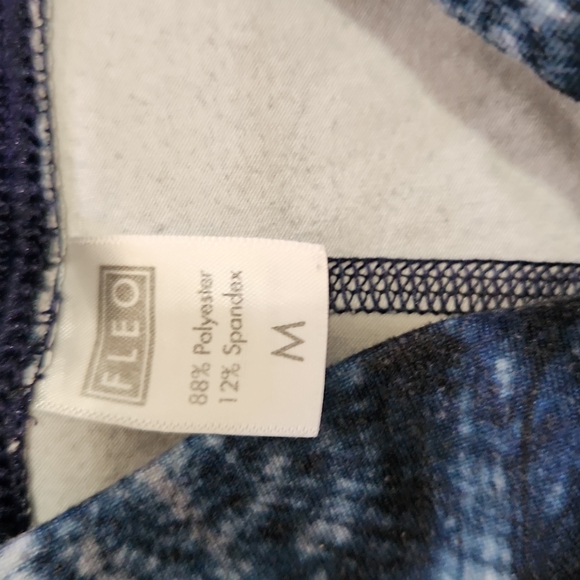 FLEO
88% Polyester
12% Spandex
M